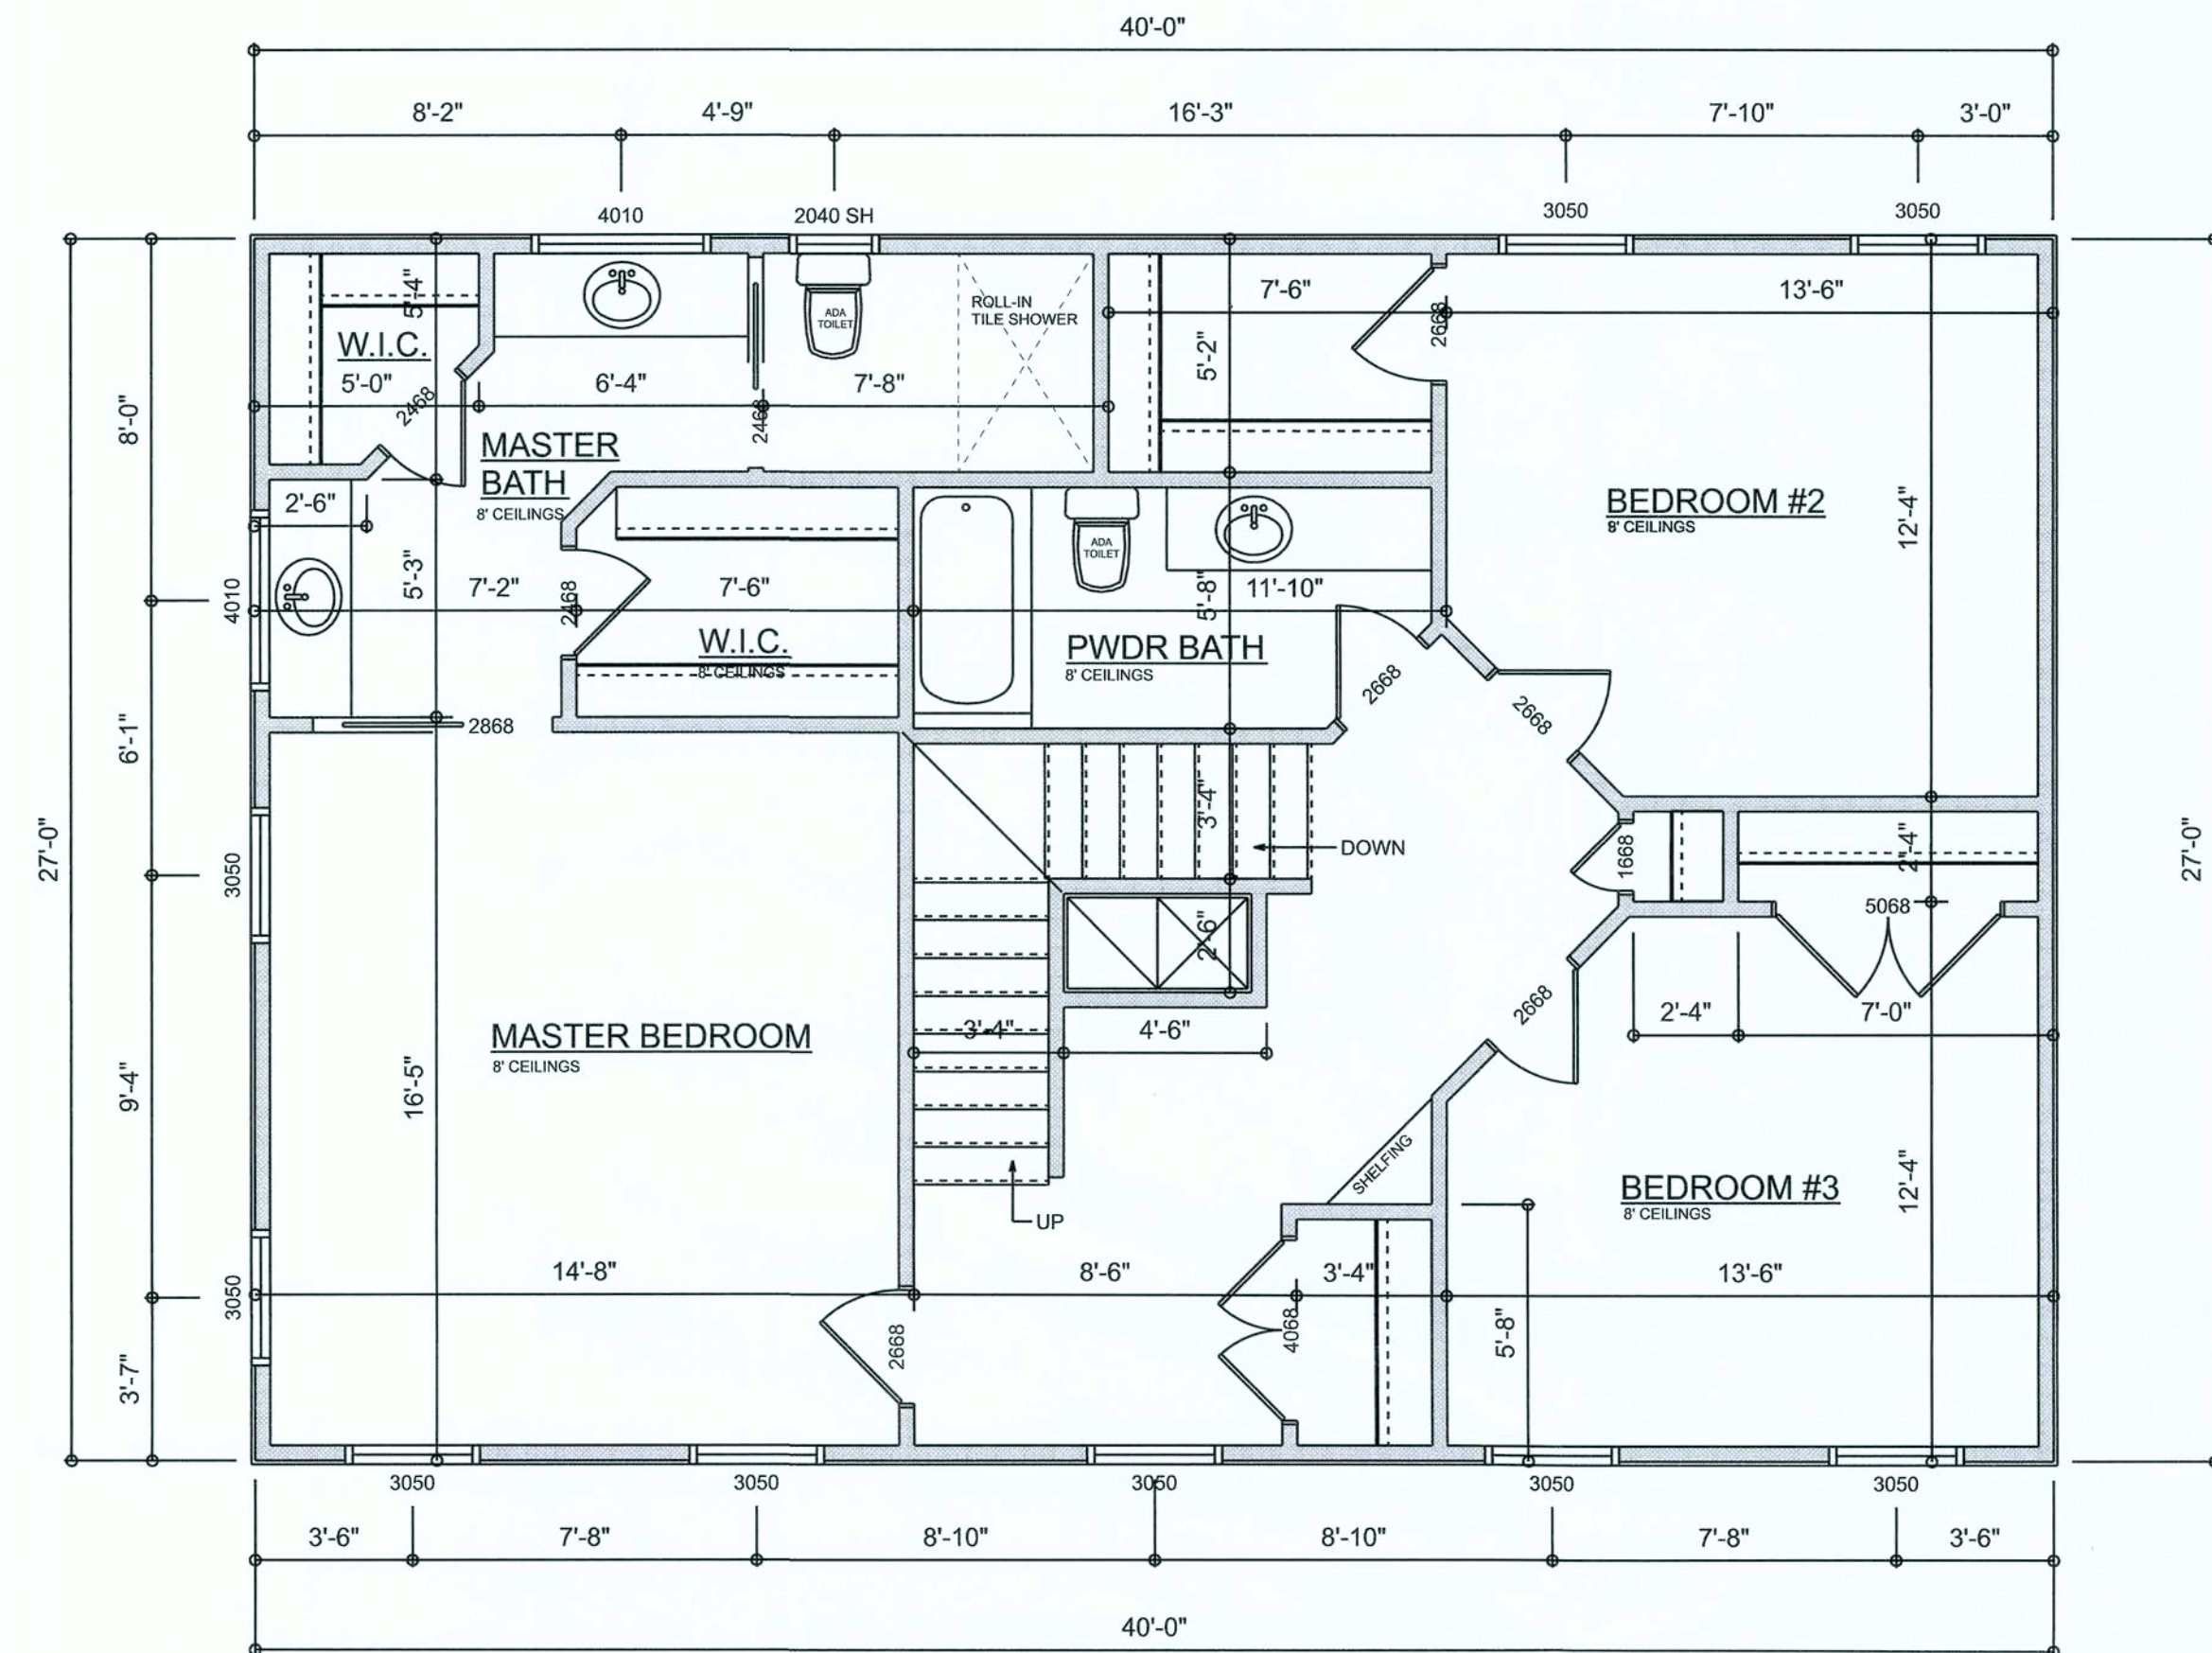 40'-0"
8'-2"
4'-9"
16'-3"
7'-10"
3'-0"
4010
2040 SH
3050
3050
5'-4"
ADA
TOILET
ROLL-IN
TILE SHOWER
7'-6"
2668
13'-6"
W.I.C.
5'-0"
2468
6'-4"
2468
7'-8"
5'-2"
8'-0"
MASTER
BATH
8' CEILINGS
2'-6"
BEDROOM #2
8' CEILINGS
12'-4"
ADA
TOILET
4010
5'-3"
7'-2"
2468
7'-6"
5'-8"
11'-10"
W.I.C.
8' CEILINGS
PWDR BATH
8' CEILINGS
2668
2668
6'-1"
2868
27'-0"
3050
3'-4"
DOWN
1668
2'-4"
27'-0"
5068
2'-6"
2668
2'-4"
7'-0"
MASTER BEDROOM
8' CEILINGS
3'-4"
4'-6"
9'-4"
16'-5"
SHELFING
BEDROOM #3
8' CEILINGS
12'-4"
UP
14'-8"
8'-6"
3'-4"
13'-6"
3050
2668
4068
5'-8"
3'-7"
3050
3050
3050
3050
3050
3'-6"
7'-8"
8'-10"
8'-10"
7'-8"
3'-6"
40'-0"